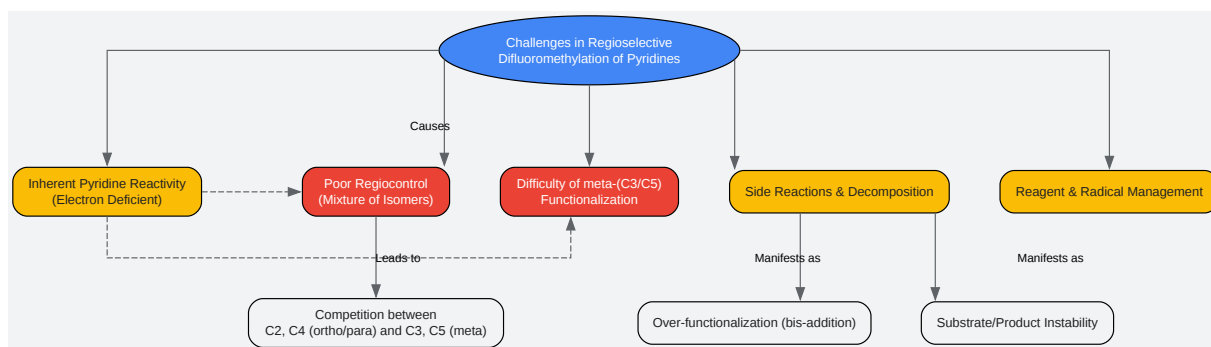 Challenges in Regioselective
Difluoromethylation of Pyridines
Causes
Inherent Pyridine Reactivity
(Electron Deficient)
Poor Regiocontrol
(Mixture of Isomers)
Difficulty of meta-(C3/C5)
Functionalization
Side Reactions & Decomposition
Reagent & Radical Management
Leads to
Manifests as
Manifests as
Competition between
C2, C4 (ortho/para) and C3, C5 (meta)
Over-functionalization (bis-addition)
Substrate/Product Instability